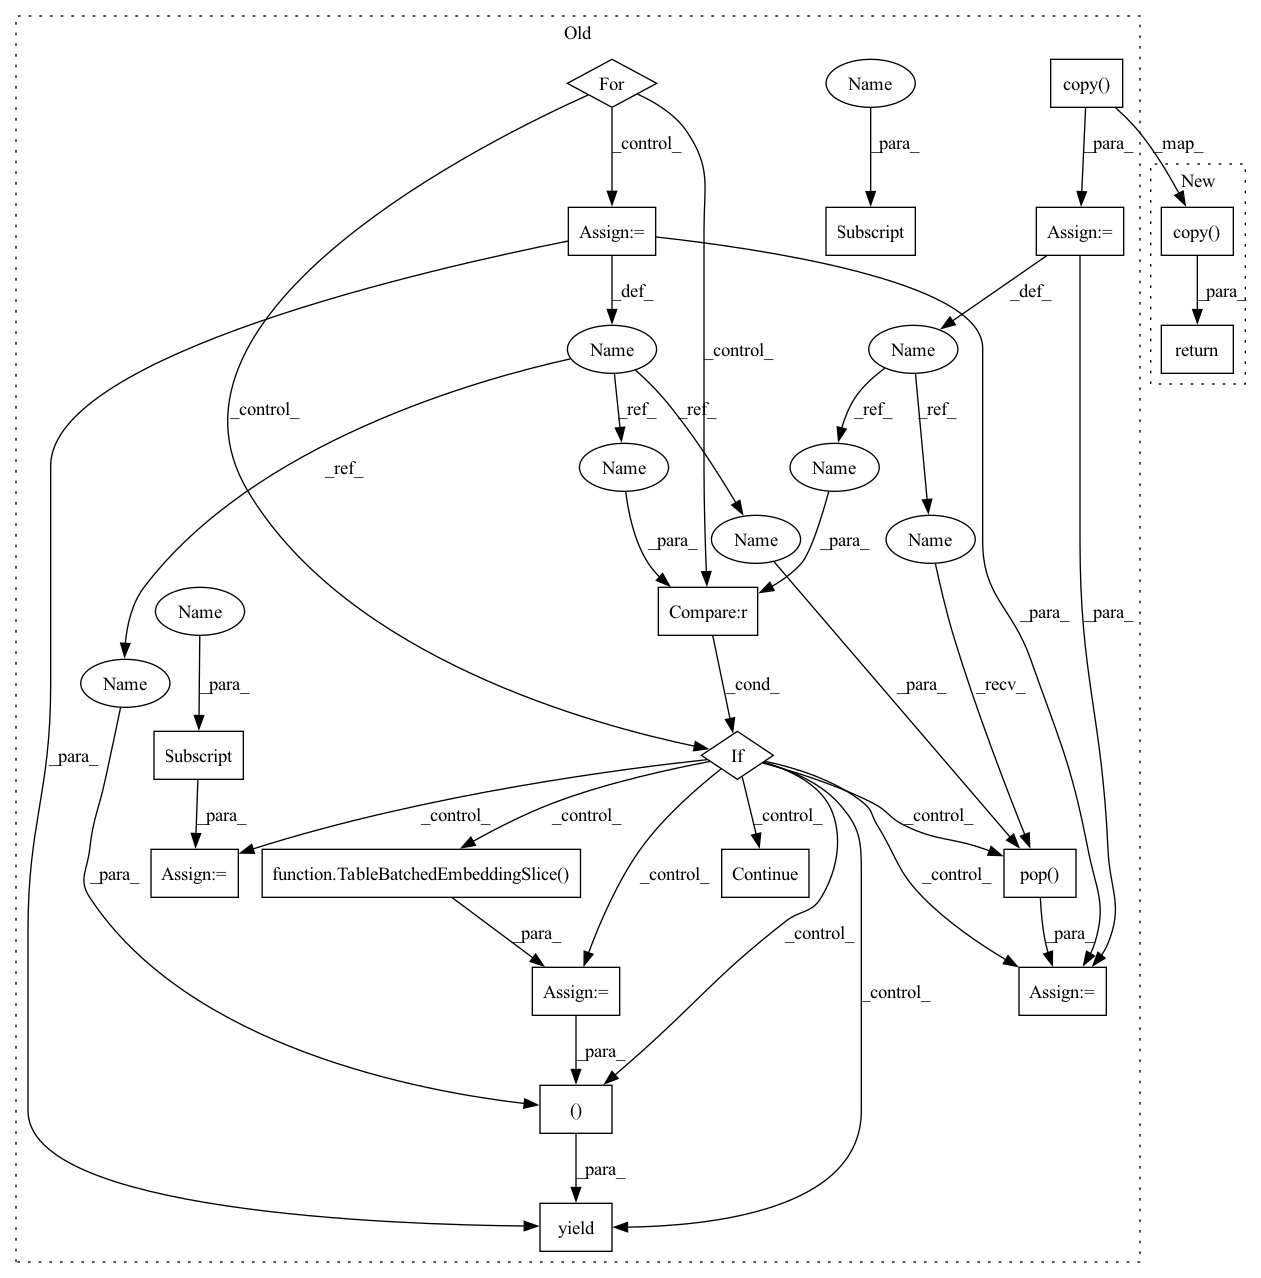 Old
For
Name
copy()
_control_
_para_
_para_
_map_
New
Assign:=
Subscript
Assign:=
copy()
_def_
_def_
_para_
Name
_control_
Name
return
_control_
_ref_
_ref_
_ref_
_ref_
_ref_
Name
Name
Name
Name
_para_
_para_
Name
Compare:r
_para_
_para_
Name
_para_
_cond_
_para_
_recv_
Subscript
If
_para_
_para_
_control_
_control_
_control_
_control_
Assign:=
function.TableBatchedEmbeddingSlice()
Continue
pop()
_para_
_control_
_control_
_para_
_para_
_control_
Assign:=
_control_
Assign:=
_para_
()
_para_
yield